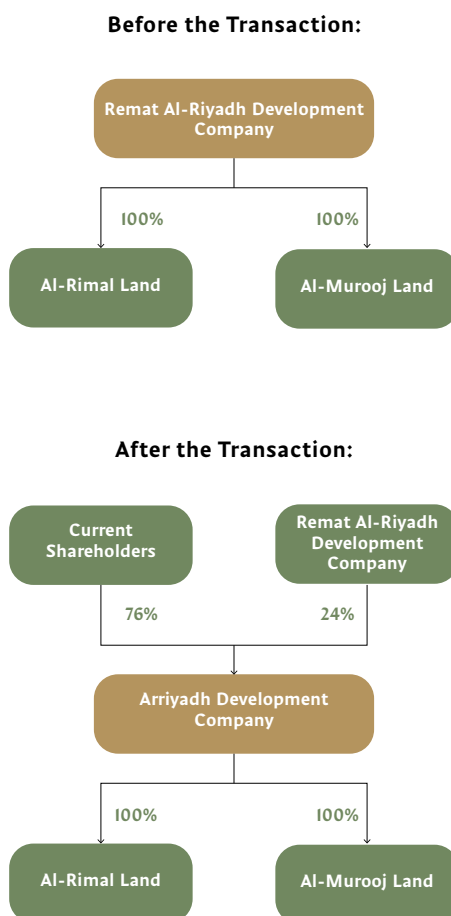 Before the Transaction:
Remat Al-Riyadh Development
Company
100%
100%
Al-Rimal Land
Al-Murooj Land
After the Transaction:
Current
Shareholders
Remat Al-Riyadh
Development
Company
76%
24%
Arriyadh Development
Company
100%
100%
Al-Rimal Land
Al-Murooj Land